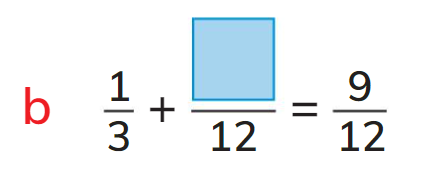 b 1/3 + □/12 = 9/12